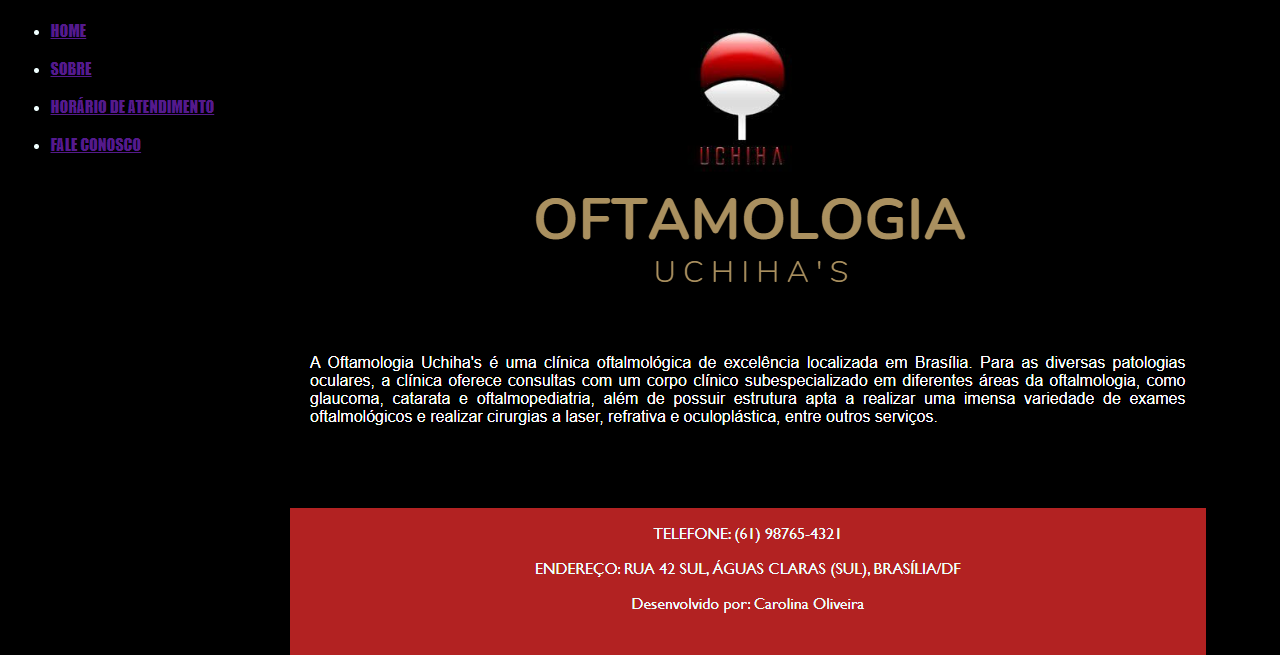 HOME
SOBRE
HORÁRIO DE ATENDIMENTO
FALE CONOSCO
UCHIHA
OFTAMOLOGIA
UCHIHA'S
A Oftamologia Uchiha's é uma clínica oftalmológica de excelência localizada em Brasília. Para as diversas patologias
oculares, a clínica oferece consultas com um corpo clínico subespecializado em diferentes áreas da oftalmologia, como
glaucoma, catarata e oftalmopediatria, além de possuir estrutura apta a realizar uma imensa variedade de exames
oftalmológicos e realizar cirurgias a laser, refrativa e oculoplástica, entre outros serviços.
TELEFONE: (61) 98765-4321
ENDEREÇO: RUA 42 SUL, ÁGUAS CLARAS (SUL), BRASÍLIA/DF
Desenvolvido por: Carolina Oliveira